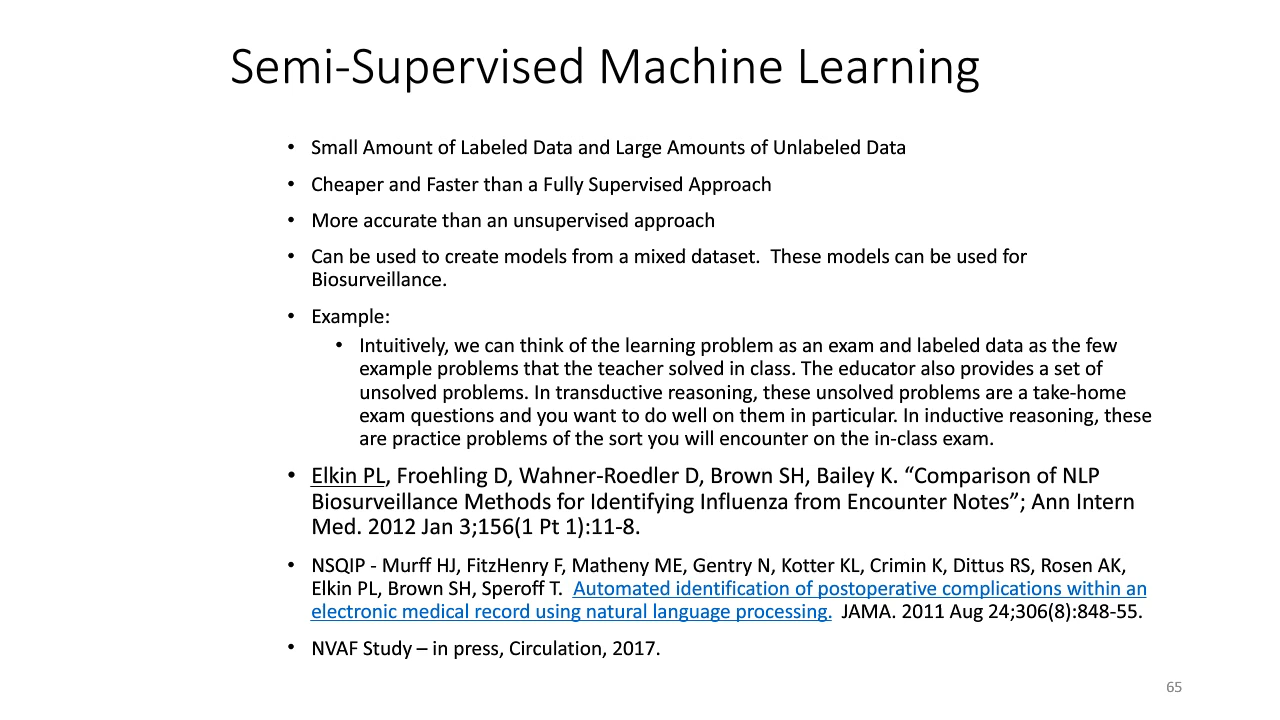 Semi-Supervised Machine Learning
• Small Amount of Labeled Data and Large Amounts of Unlabeled Data
• Cheaper and Faster than a Fully Supervised Approach
• More accurate than an unsupervised approach
• Can be used to create models from a mixed dataset.  These models can be used for
Biosurveillance.
• Example:
• Intuitively, we can think of the learning problem as an exam and labeled data as the few
example problems that the teacher solved in class. The educator also provides a set of
unsolved problems. In transductive reasoning, these unsolved problems are a take-home
exam questions and you want to do well on them in particular. In inductive reasoning, these
are practice problems of the sort you will encounter on the in-class exam.
• Elkin PL, Froehling D, Wahner-Roedler D, Brown SH, Bailey K. “Comparison of NLP
Biosurveillance Methods for Identifying Influenza from Encounter Notes”; Ann Intern
Med. 2012 Jan 3;156(1 Pt 1):11-8.
• NSQIP - Murff HJ, FitzHenry F, Matheny ME, Gentry N, Kotter KL, Crimin K, Dittus RS, Rosen AK,
Elkin PL, Brown SH, Speroff T.  Automated identification of postoperative complications within an
electronic medical record using natural language processing.  JAMA. 2011 Aug 24;306(8):848-55.
• NVAF Study – in press, Circulation, 2017.
65